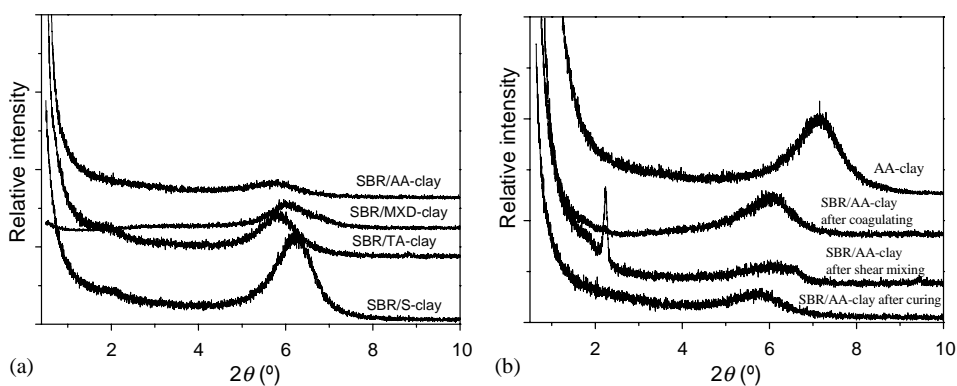 Relative intensity
SBR/AA-clay
SBR/MXD-clay
SBR/TA-clay
SBR/S-clay
2 4 6 8 10
2θ (º)
(a)
Relative intensity
AA-clay
SBR/AA-clay
after coagulating
SBR/AA-clay
after shear mixing
SBR/AA-clay after curing
2 4 6 8 10
2θ (º)
(b)